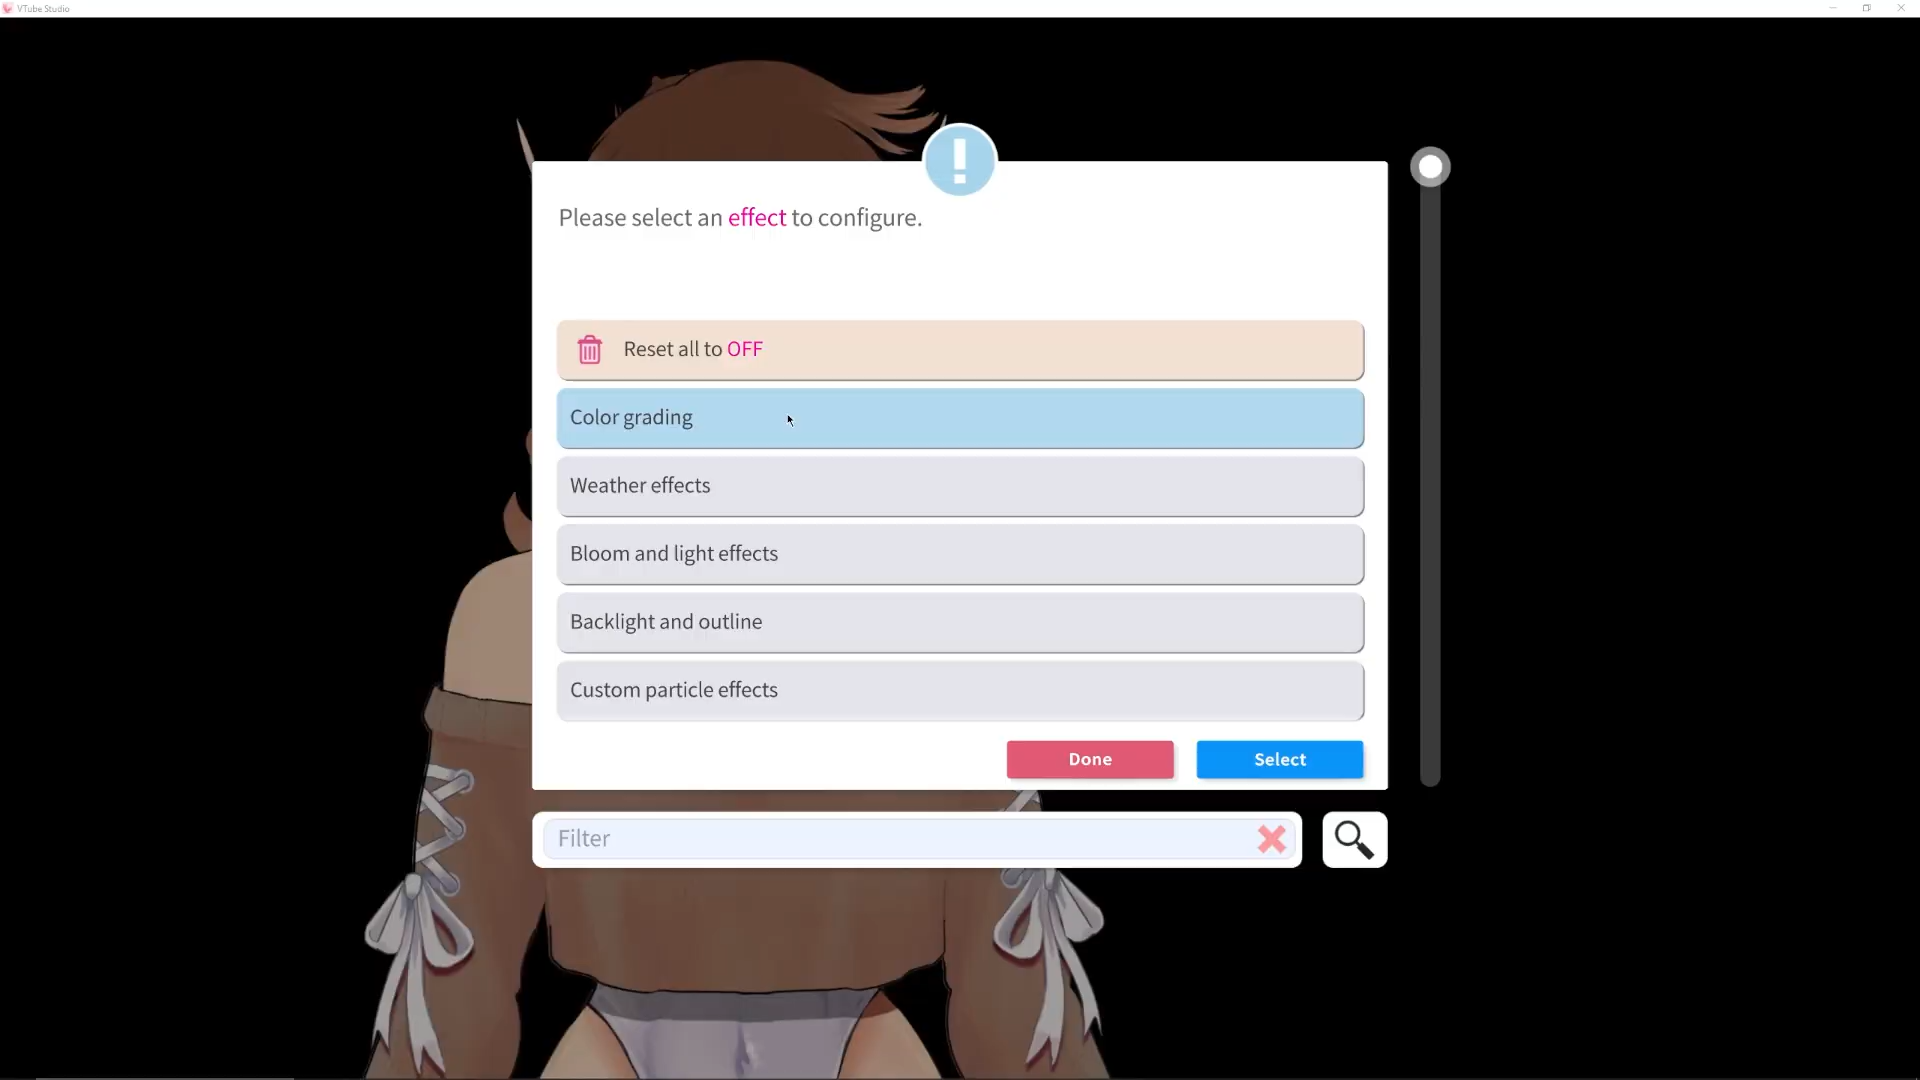 VTube Studio
Please select an effect to configure.
Reset all to OFF
Color grading
Weather effects
Bloom and light effects
Backlight and outline
Custom particle effects
Done
Select
Filter